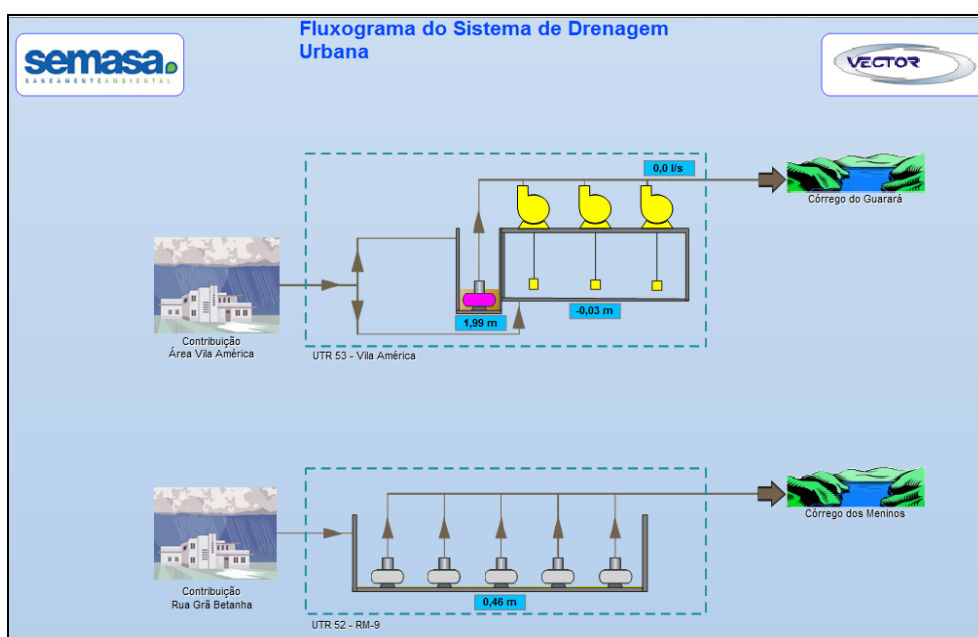 Fluxograma do Sistema de Drenagem
Urbana
semasa
SANEAMENTO AMBIENTAL
VECTOR
0,0 l/s
Córrego do Guarará
1,99 m
-0,03 m
Contribuição
Área Vila América
UTR 53 - Vila América
Córrego dos Meninos
Contribuição
Rua Grã Betanha
0,46 m
UTR 52 - RM-9